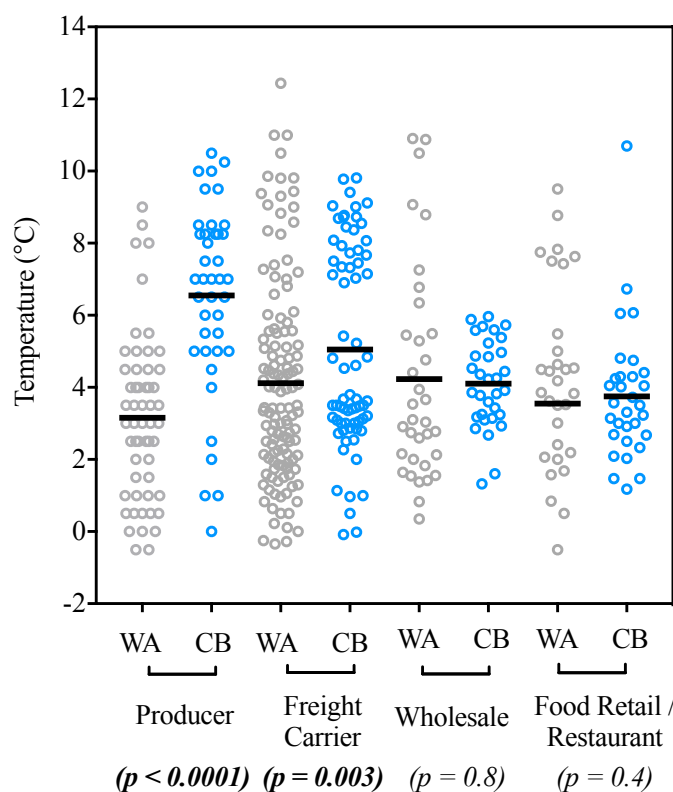 Temperature (°C)
14
12
10
8
6
4
2
0
-2
WA CB WA CB WA CB WA CB
Producer
Freight
Carrier
Wholesale
Food Retail /
Restaurant
(p < 0.0001) (p = 0.003) (p = 0.8) (p = 0.4)